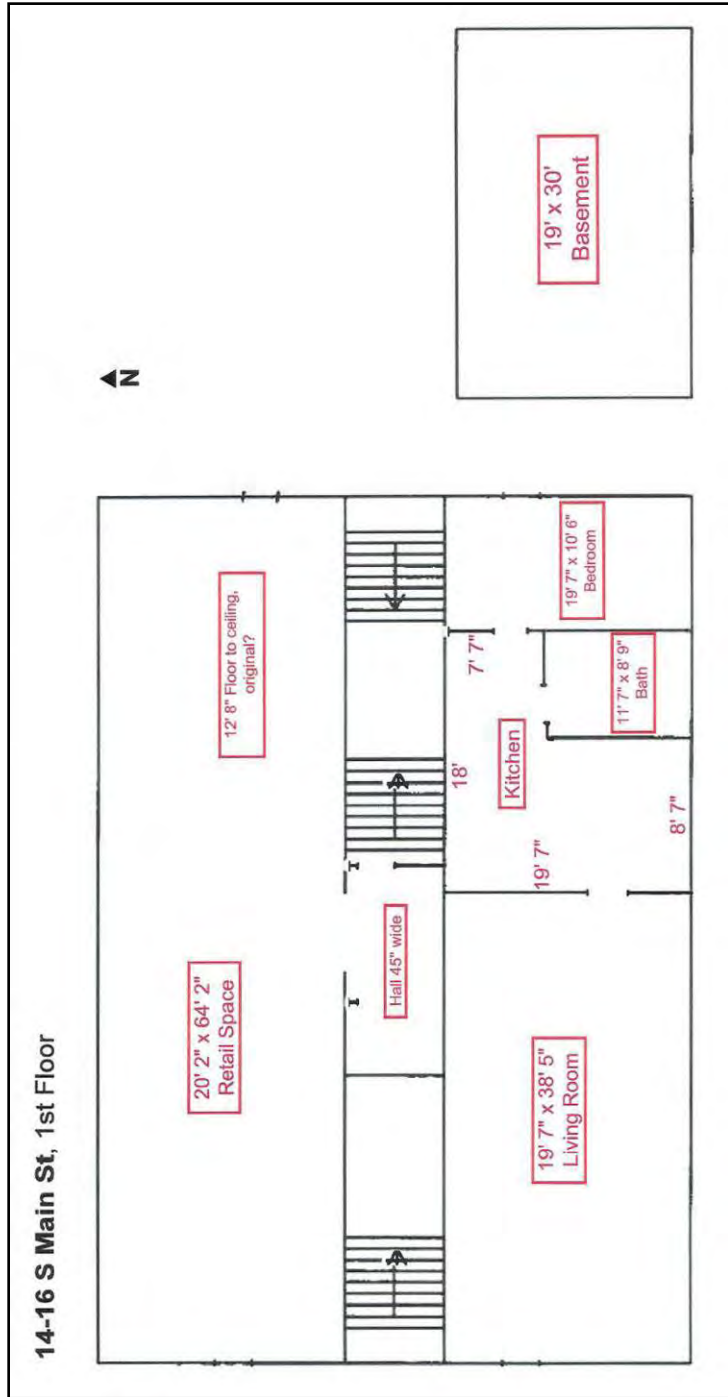 14-16 S Main St, 1st Floor
N
20' 2" x 64' 2"
Retail Space
12' 8" Floor to ceiling,
original?
Hall 45" wide
19' 7" x 38' 5"
Living Room
18'
7' 7"
19' 7"
Kitchen
8' 7"
11' 7" x 8' 9"
Bath
19' 7" x 10' 6"
Bedroom
19' x 30'
Basement